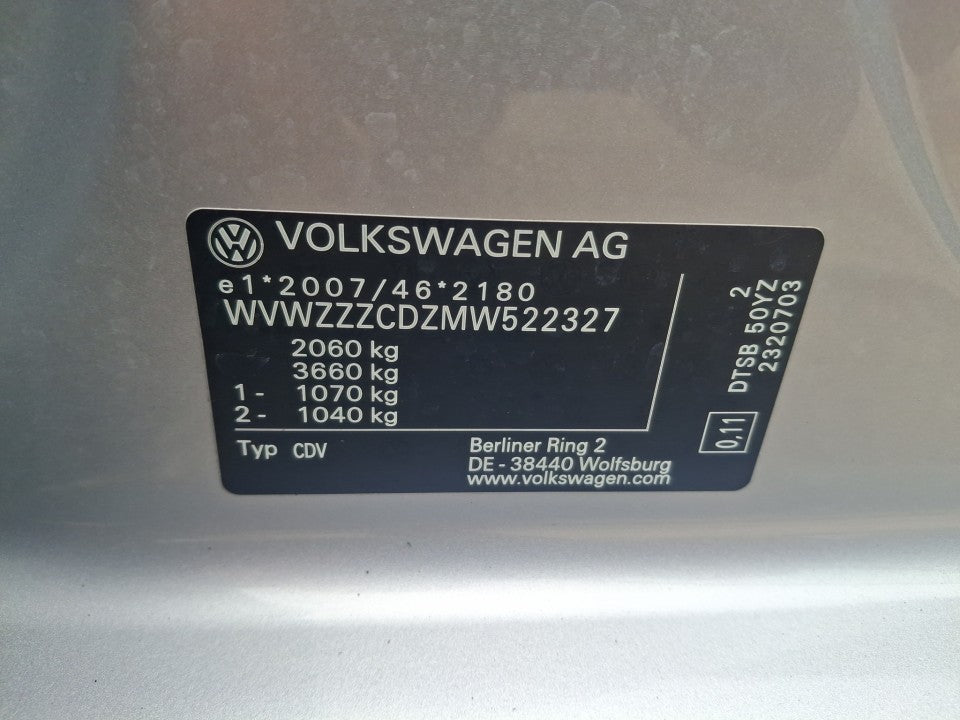 VOLKSWAGEN AG
e1*2007/46*2180
WVWZZZCDZMW522327
2060 kg
3660 kg
1 - 1070 kg
2 - 1040 kg
Typ CDV
Berliner Ring 2
DE - 38440 Wolfsburg
www.volkswagen.com
2
DTSB 50YZ
2320703
0,11